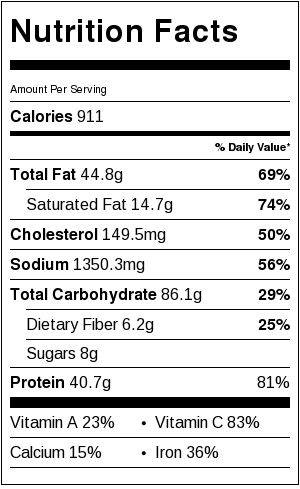 Nutrition Facts
Amount Per Serving
Calories 911
% Daily Value*
Total Fat 44.8g 69%
Saturated Fat 14.7g 74%
Cholesterol 149.5mg 50%
Sodium 1350.3mg 56%
Total Carbohydrate 86.1g 29%
Dietary Fiber 6.2g 25%
Sugars 8g
Protein 40.7g 81%
Vitamin A 23% • Vitamin C 83%
Calcium 15% • Iron 36%